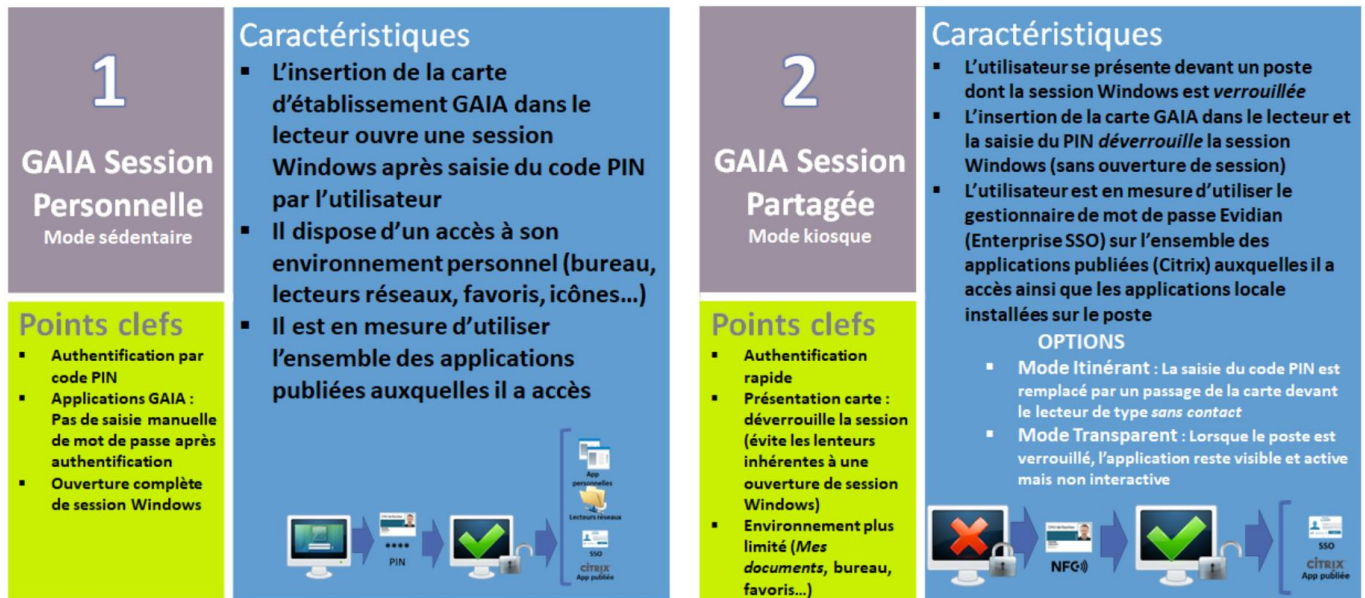 1
GAIA Session
Personnelle
Mode sédentaire
Points clefs
▪ Authentification par
code PIN
▪ Applications GAIA :
Pas de saisie manuelle
de mot de passe après
authentification
▪ Ouverture complète
de session Windows
Caractéristiques
▪ L'insertion de la carte
d'établissement GAIA dans le
lecteur ouvre une session
Windows après saisie du code PIN
par l'utilisateur
▪ Il dispose d'un accès à son
environnement personnel (bureau,
lecteurs réseaux, favoris, icônes...)
▪ Il est en mesure d'utiliser
l'ensemble des applications
publiées auxquelles il a accès
PIN
App
personnelles
Lecteurs réseaux
SSO
CITRIX
App publiée
2
GAIA Session
Partagée
Mode kiosque
Points clefs
▪ Authentification
rapide
▪ Présentation carte :
déverrouille la session
(évite les lenteurs
inhérentes à une
ouverture de session
Windows)
▪ Environnement plus
limité (Mes
documents, bureau,
favoris...)
Caractéristiques
▪ L'utilisateur se présente devant un poste
dont la session Windows est verrouillée
▪ L'insertion de la carte GAIA dans le lecteur et
la saisie du PIN déverrouille la session
Windows (sans ouverture de session)
▪ L'utilisateur est en mesure d'utiliser le
gestionnaire de mot de passe Evidian
(Enterprise SSO) sur l'ensemble des
applications publiées (Citrix) auxquelles il a
accès ainsi que les applications locale
installées sur le poste
OPTIONS
▪ Mode Itinérant : La saisie du code PIN est
remplacé par un passage de la carte devant
le lecteur de type sans contact
▪ Mode Transparent : Lorsque le poste est
verrouillé, l'application reste visible et active
mais non interactive
NFC
SSO
CITRIX
App publiée